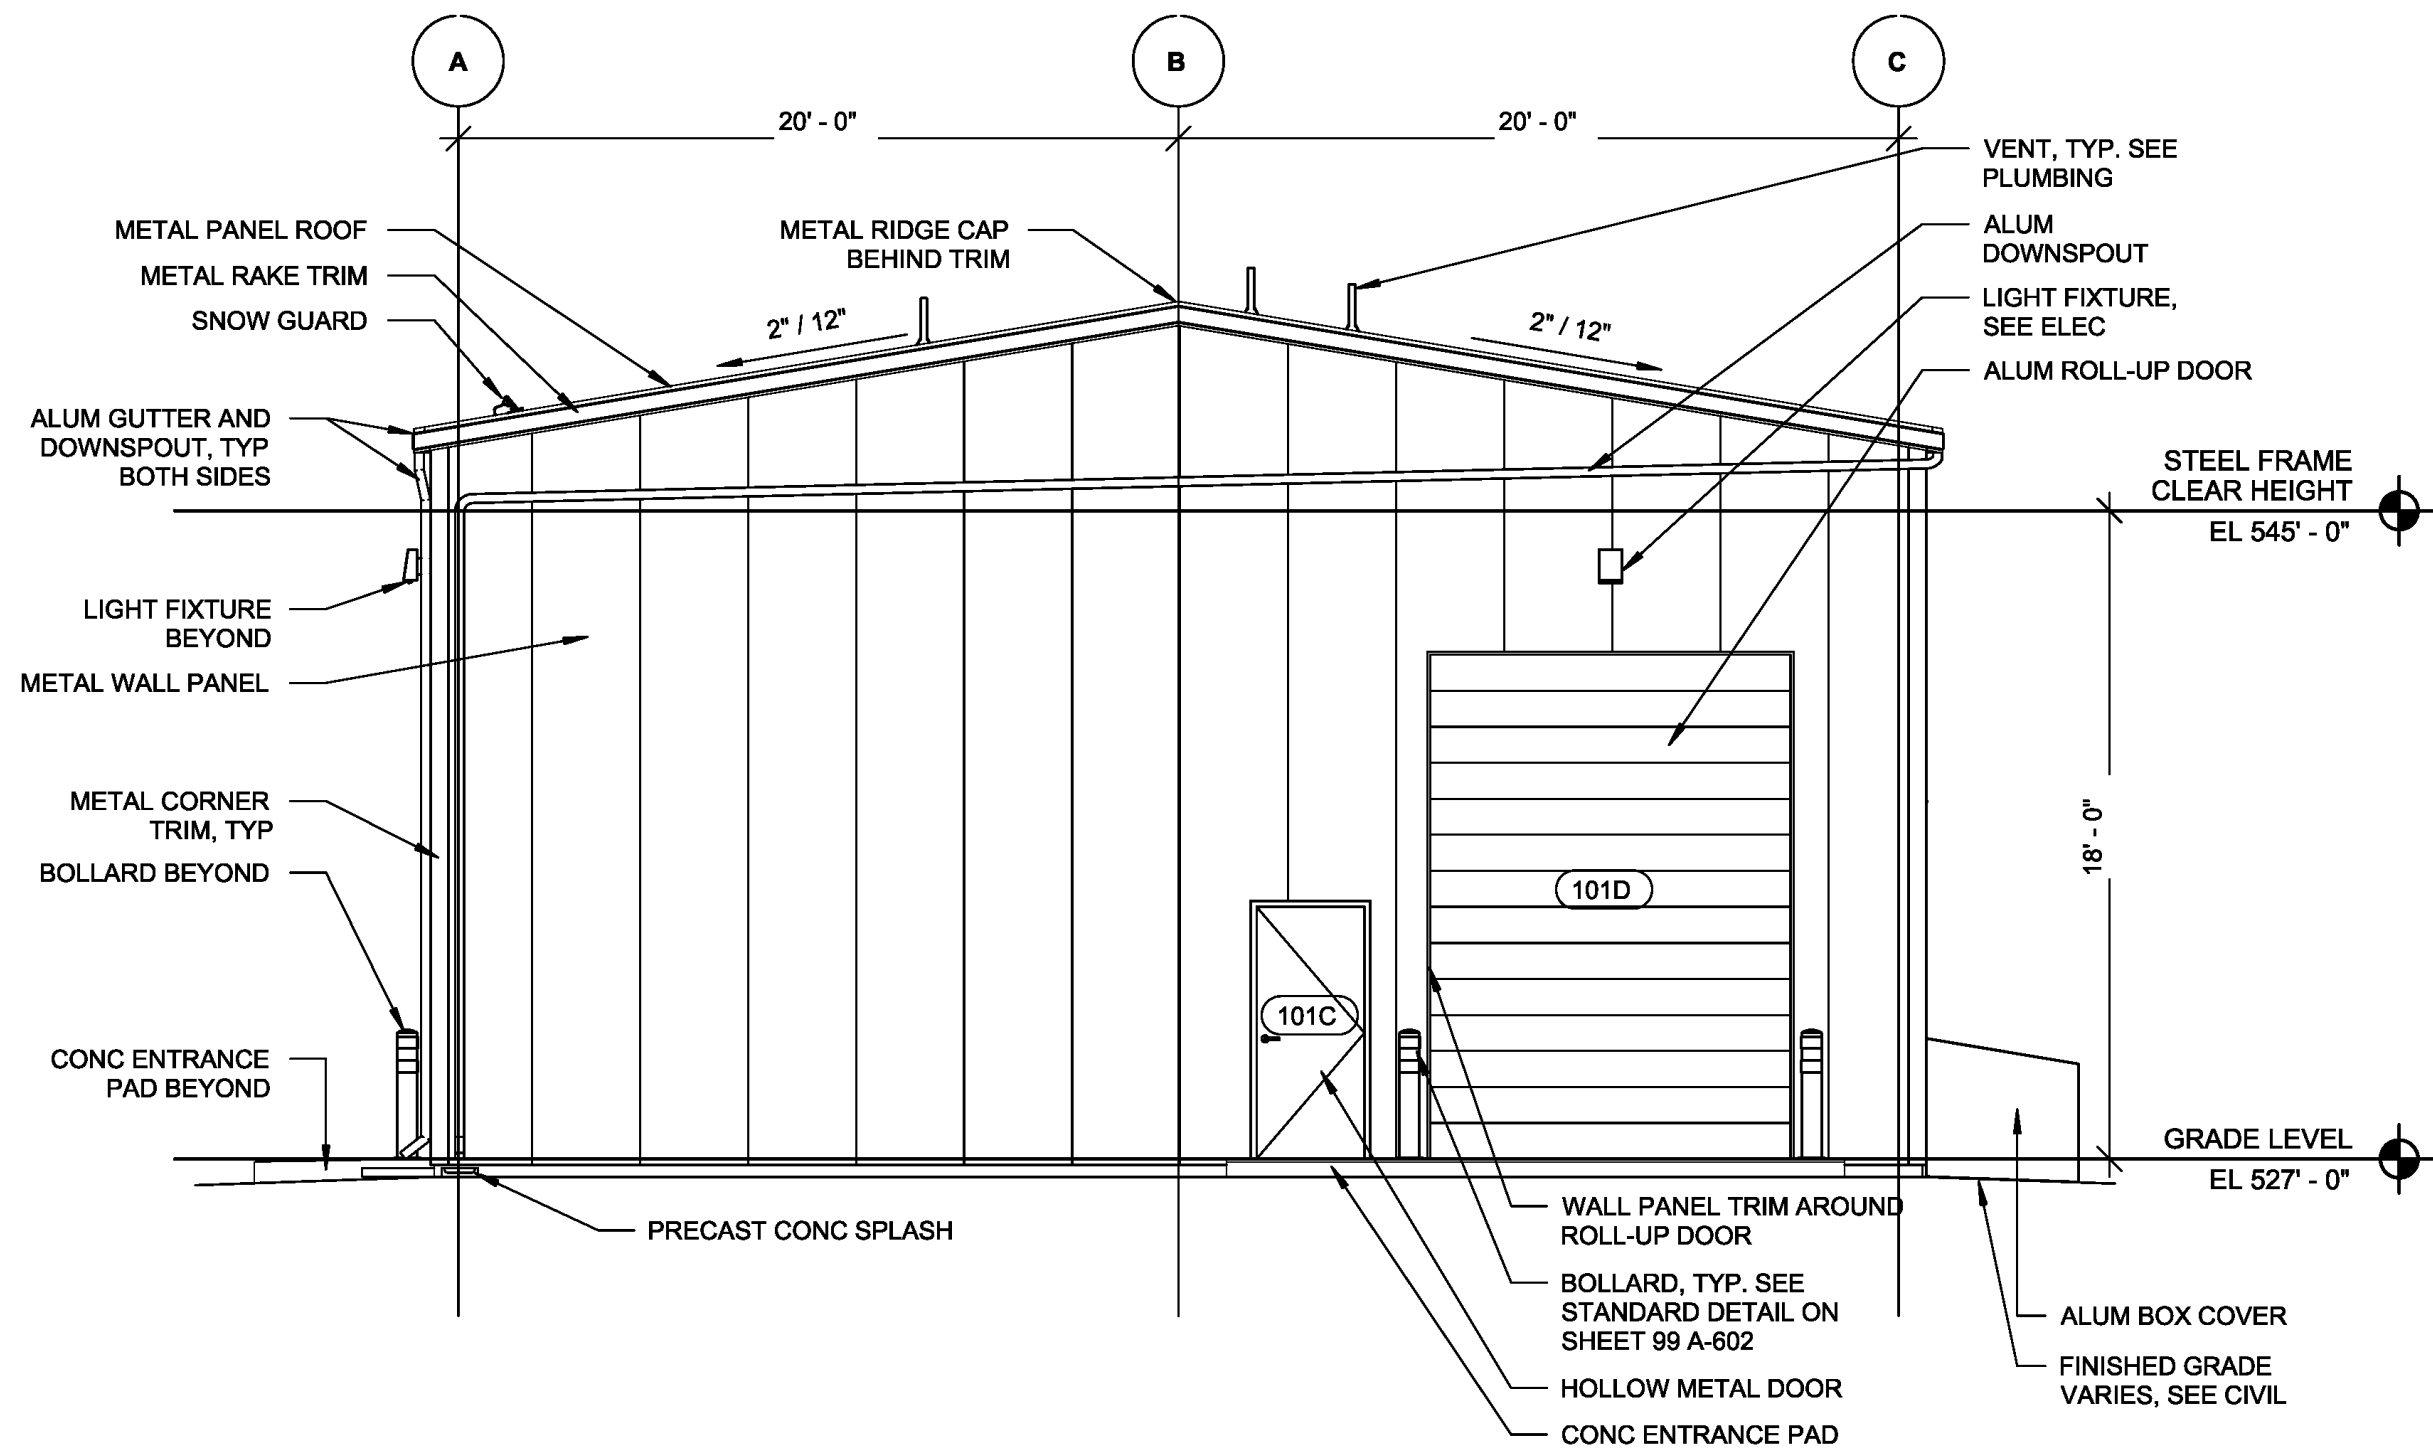 A
B
C
20' - 0"
20' - 0"
VENT, TYP. SEE
PLUMBING
METAL PANEL ROOF
METAL RIDGE CAP
BEHIND TRIM
ALUM
DOWNSPOUT
METAL RAKE TRIM
SNOW GUARD
2" / 12"
2" / 12"
LIGHT FIXTURE,
SEE ELEC
ALUM ROLL-UP DOOR
ALUM GUTTER AND
DOWNSPOUT, TYP
BOTH SIDES
STEEL FRAME
CLEAR HEIGHT
EL 545' - 0"
LIGHT FIXTURE
BEYOND
METAL WALL PANEL
METAL CORNER
TRIM, TYP
18' - 0"
BOLLARD BEYOND
101D
101C
CONC ENTRANCE
PAD BEYOND
GRADE LEVEL
EL 527' - 0"
PRECAST CONC SPLASH
WALL PANEL TRIM AROUND
ROLL-UP DOOR
BOLLARD, TYP. SEE
STANDARD DETAIL ON
SHEET 99 A-602
HOLLOW METAL DOOR
CONC ENTRANCE PAD
ALUM BOX COVER
FINISHED GRADE
VARIES, SEE CIVIL